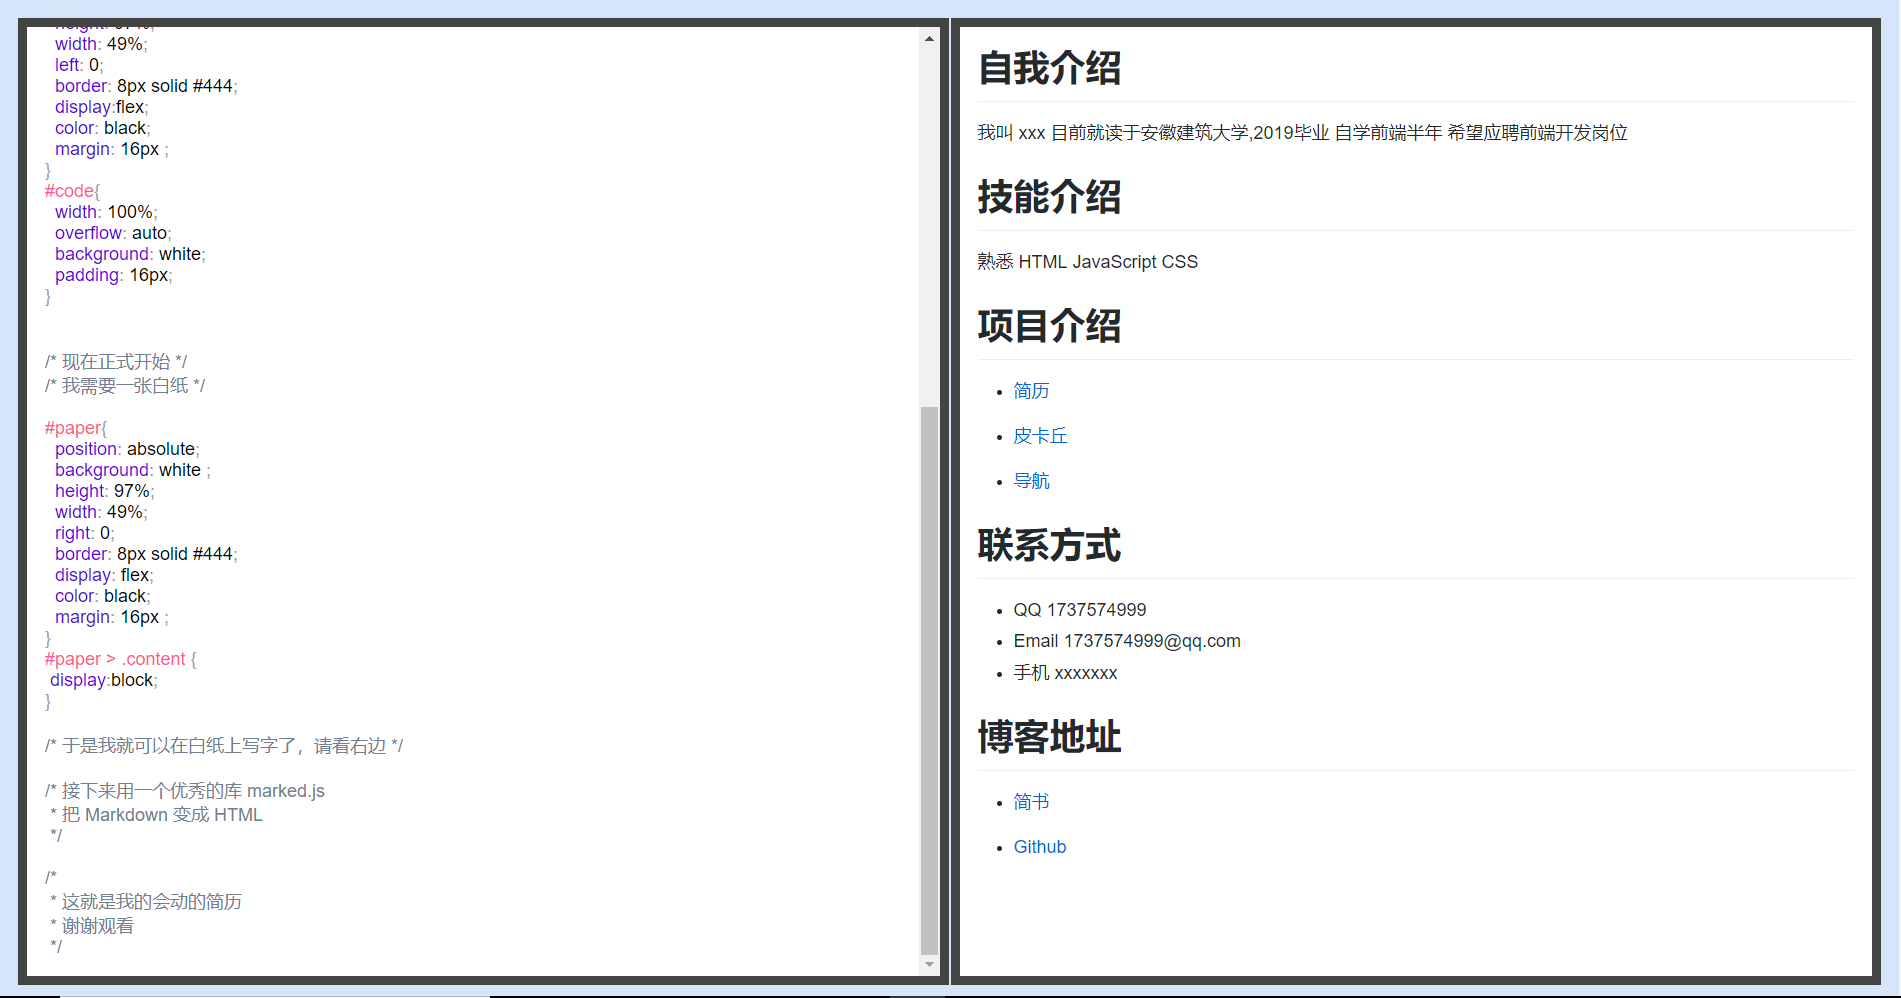 width: 49%;
left: 0;
border: 8px solid #444;
display:flex;
color: black;
margin: 16px ;
}
#code{
width: 100%;
overflow: auto;
background: white;
padding: 16px;
}
/* 现在正式开始 */
/* 我需要一张白纸 */
#paper{
position: absolute;
background: white ;
height: 97%;
width: 49%;
right: 0;
border: 8px solid #444;
display: flex;
color: black;
margin: 16px ;
}
#paper > .content {
display:block;
}
/* 于是我就可以在白纸上写字了，请看右边 */
/* 接下来用一个优秀的库 marked.js
* 把 Markdown 变成 HTML
*/
/*
* 这就是我的会动的简历
* 谢谢观看
*/
自我介绍
我叫 xxx 目前就读于安徽建筑大学,2019毕业 自学前端半年 希望应聘前端开发岗位
技能介绍
熟悉 HTML JavaScript CSS
项目介绍
• 简历
• 皮卡丘
• 导航
联系方式
• QQ 1737574999
• Email 1737574999@qq.com
• 手机 xxxxxxx
博客地址
• 简书
• Github